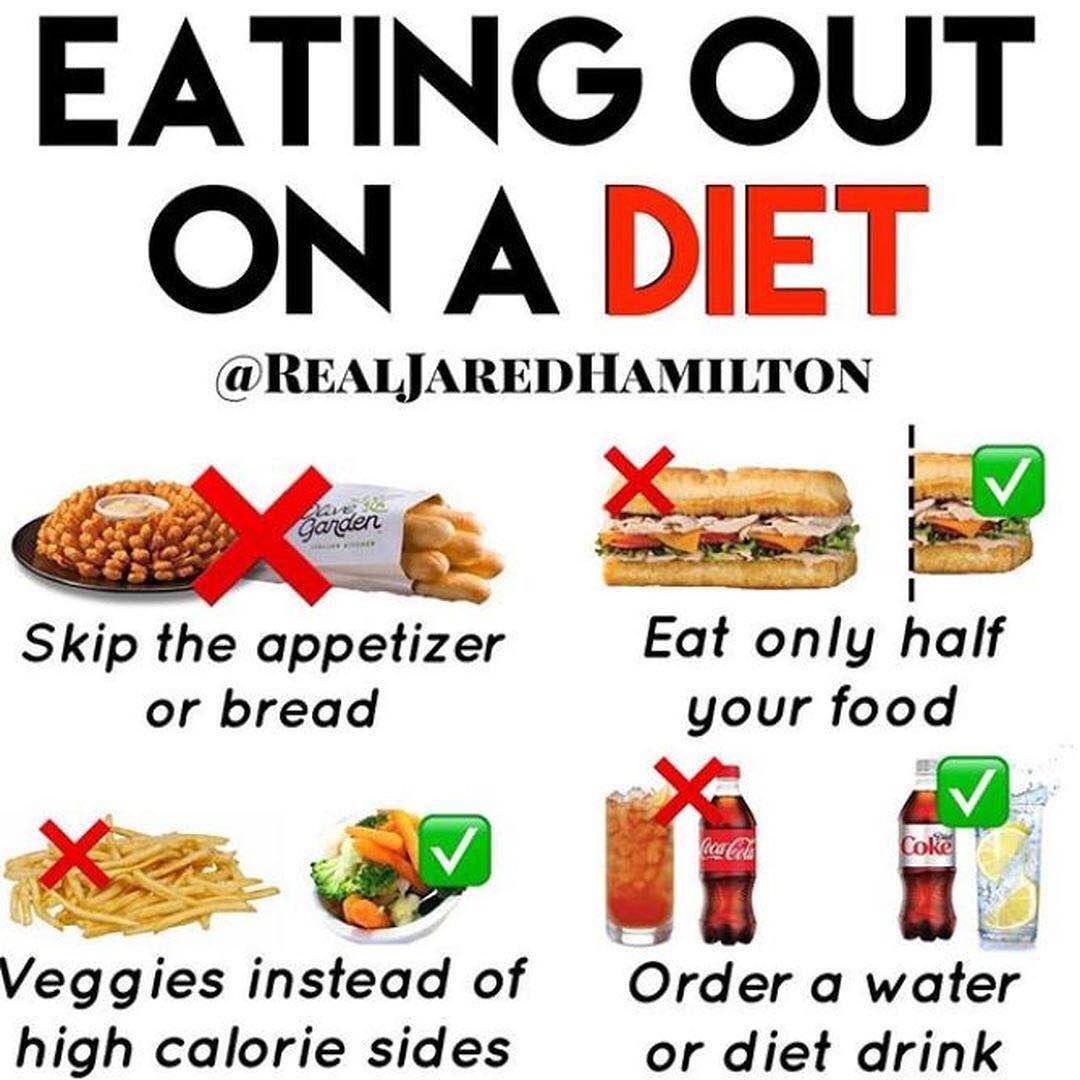 EATING OUT
ON A DIET
@REALJAREDHAMILTON
Olive
Garden
ITALIAN KITCHEN
Skip the appetizer
or bread
Eat only half
your food
Coca-Cola
Diet
Coke
Veggies instead of
high calorie sides
Order a water
or diet drink